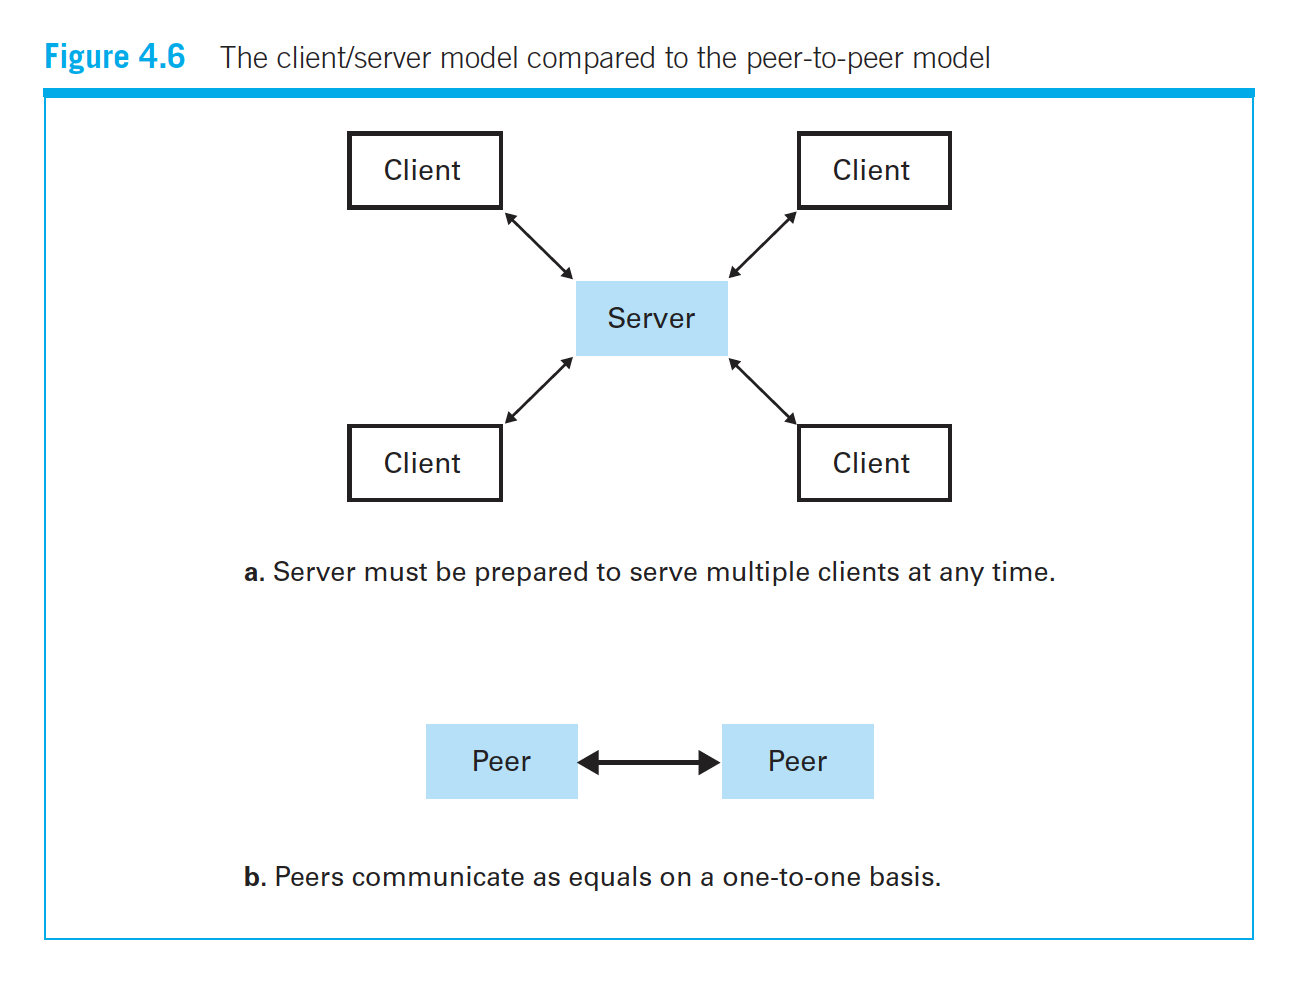 Figure 4.6 The client/server model compared to the peer-to-peer model
Client Client
Server
Client Client
a. Server must be prepared to serve multiple clients at any time.
Peer Peer
b. Peers communicate as equals on a one-to-one basis.